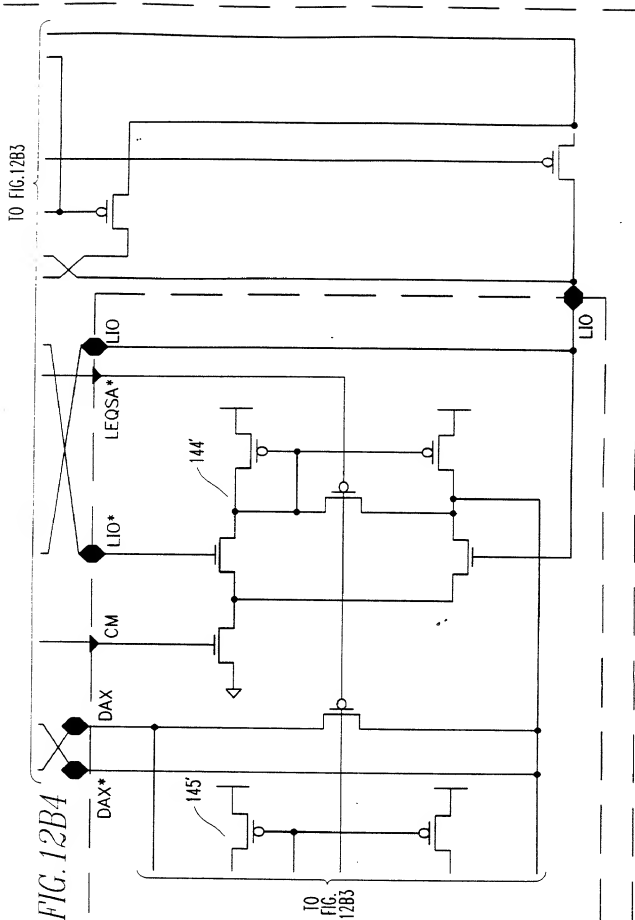 TO FIG.12B3
LIO
LEQSA*
LIO*
CM
DAX
DAX*
144'
145'
LIO
TO
FIG.
12B3
FIG.12B4